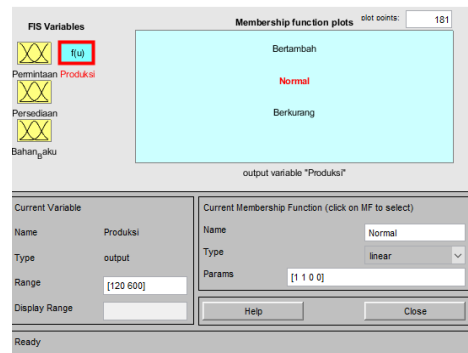 FIS Variables
Membership function plots
plot points:
181
f(u)
Permintaan Produksi
Persediaan
Bahan_Baku
Bertambah
Normal
Berkurang
output variable "Produksi"
Current Variable
Name Produksi
Type output
Range [120 600]
Display Range
Current Membership Function (click on MF to select)
Name Normal
Type linear
Params [1 1 0 0]
Help Close
Ready